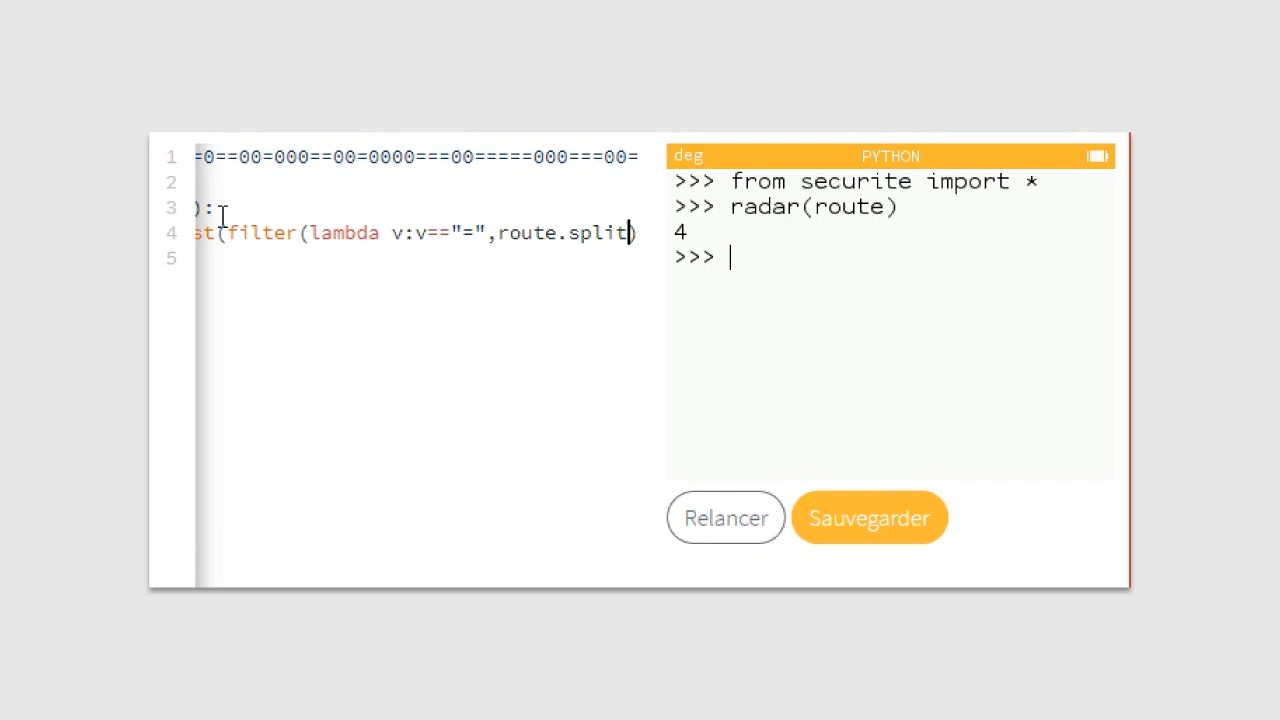 1 =0==00=000==00=0000===00=====000===00=
2
3 ):
4 st(filter(lambda v:v=="=",route.split)
5
deg PYTHON
>>> from securite import *
>>> radar(route)
4
>>>
Relancer Sauvegarder